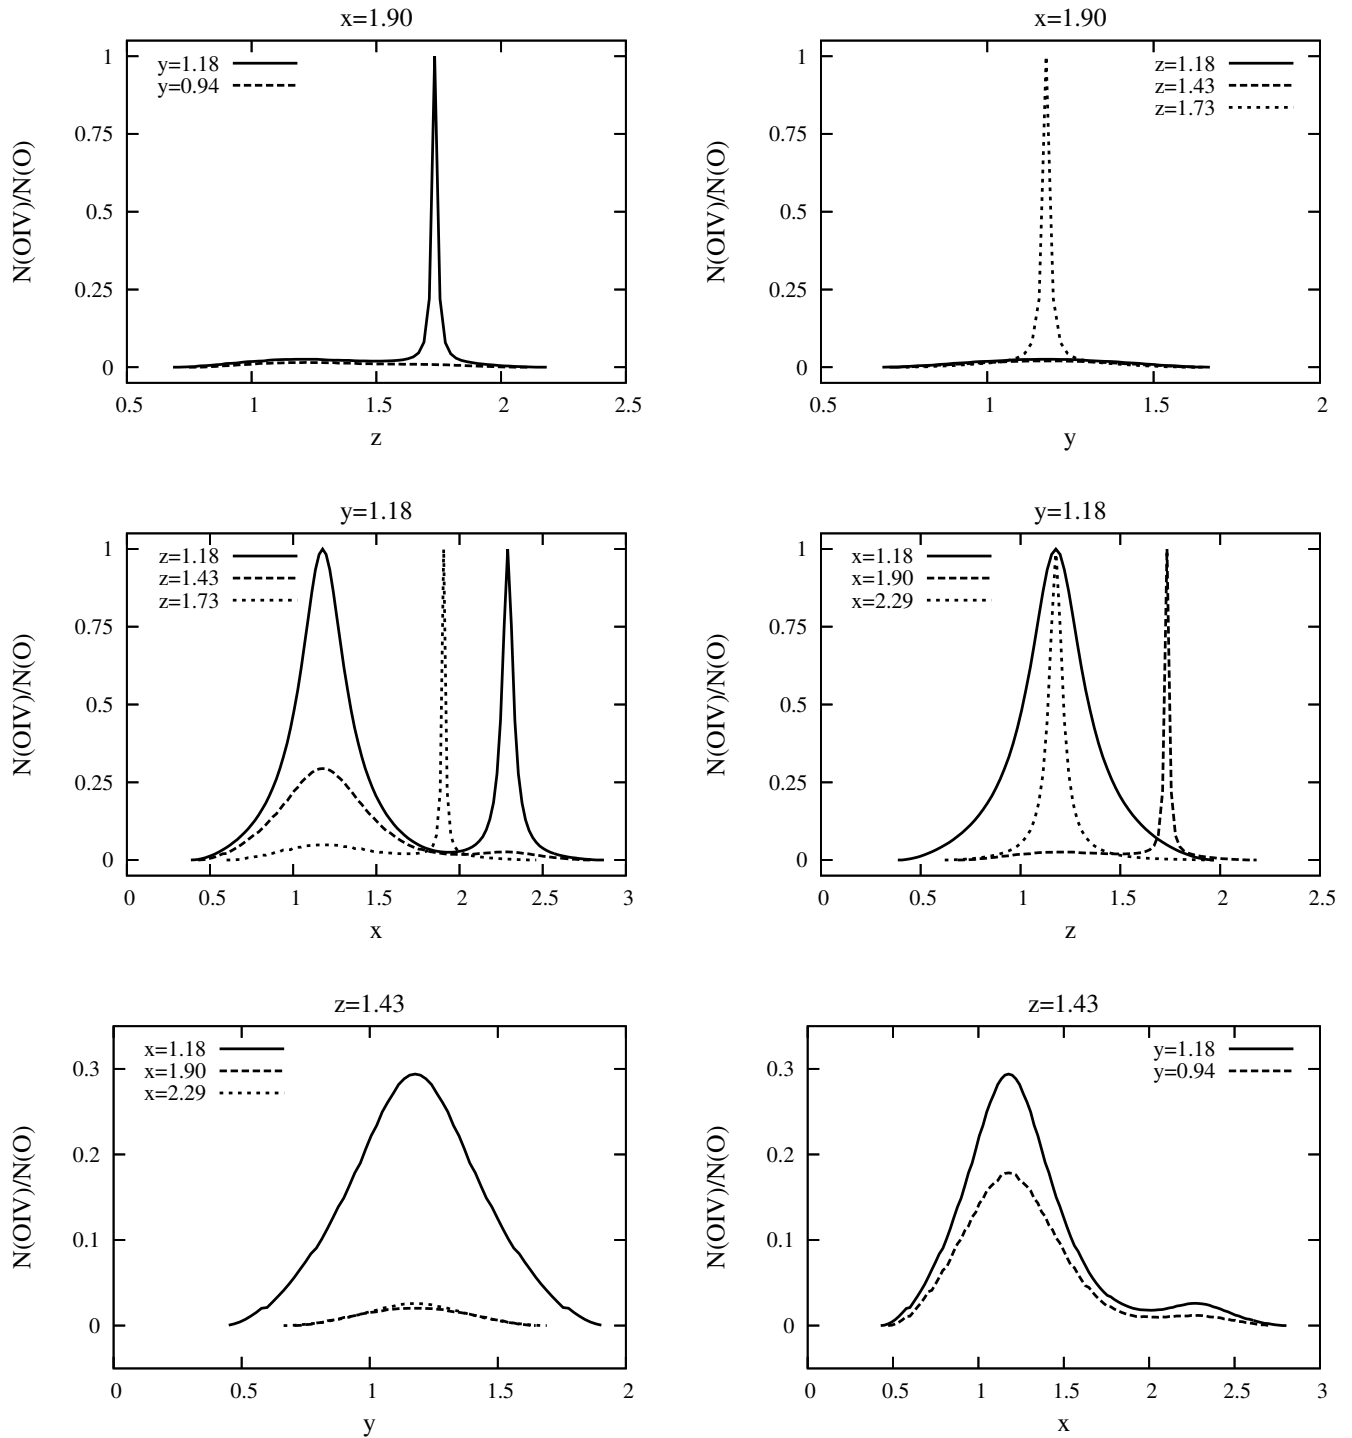 x=1.90
N(OIV)/N(O)
1
0.75
0.5
0.25
0
y=1.18
y=0.94
0.5
1
1.5
2
2.5
z
x=1.90
N(OIV)/N(O)
1
0.75
0.5
0.25
0
z=1.18
z=1.43
z=1.73
0.5
1
1.5
2
y
y=1.18
N(OIV)/N(O)
1
0.75
0.5
0.25
0
z=1.18
z=1.43
z=1.73
0
0.5
1
1.5
2
2.5
3
x
y=1.18
N(OIV)/N(O)
1
0.75
0.5
0.25
0
x=1.18
x=1.90
x=2.29
0
0.5
1
1.5
2
2.5
z
z=1.43
N(OIV)/N(O)
0.3
0.2
0.1
0
x=1.18
x=1.90
x=2.29
0
0.5
1
1.5
2
y
z=1.43
N(OIV)/N(O)
0.3
0.2
0.1
0
y=1.18
y=0.94
0
0.5
1
1.5
2
2.5
3
x